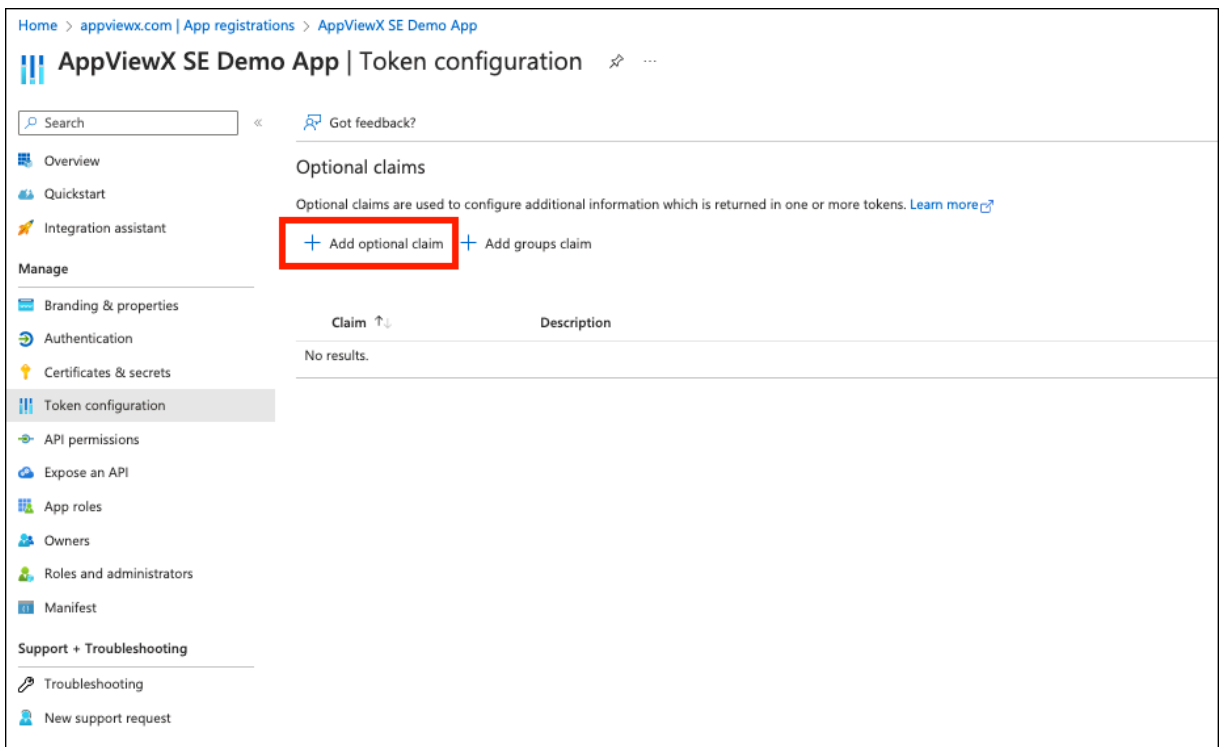 Home > appviewx.com | App registrations > AppViewX SE Demo App
AppViewX SE Demo App | Token configuration ...
Search «
Got feedback?
Overview
Quickstart
Integration assistant
Manage
Branding & properties
Authentication
Certificates & secrets
Token configuration
API permissions
Expose an API
App roles
Owners
Roles and administrators
Manifest
Support + Troubleshooting
Troubleshooting
New support request
Optional claims
Optional claims are used to configure additional information which is returned in one or more tokens. Learn more
+ Add optional claim + Add groups claim
Claim ↑↓ Description
No results.